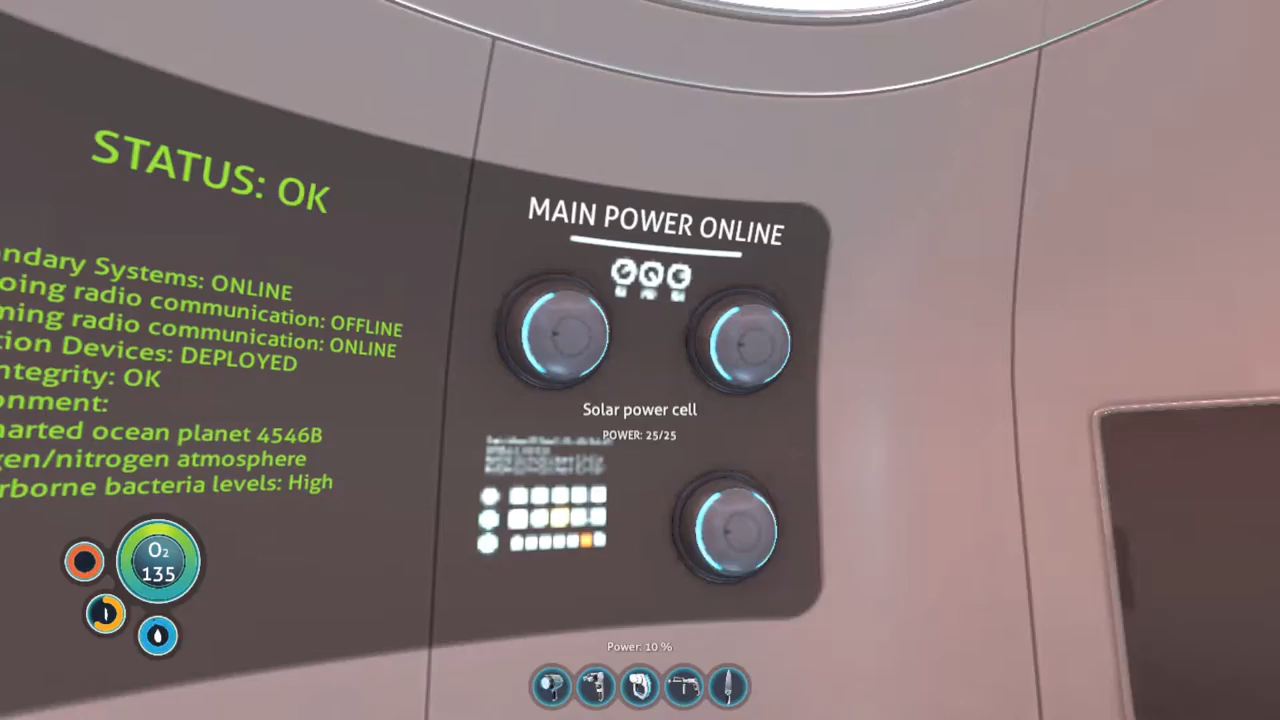 STATUS: OK
ndary Systems: ONLINE
oing radio communication: OFFLINE
ming radio communication: ONLINE
tion Devices: DEPLOYED
ntegrity: OK
onment:
harted ocean planet 4546B
gen/nitrogen atmosphere
rborne bacteria levels: High
MAIN POWER ONLINE
Solar power cell
POWER: 25/25
O₂
135
Power: 10 %